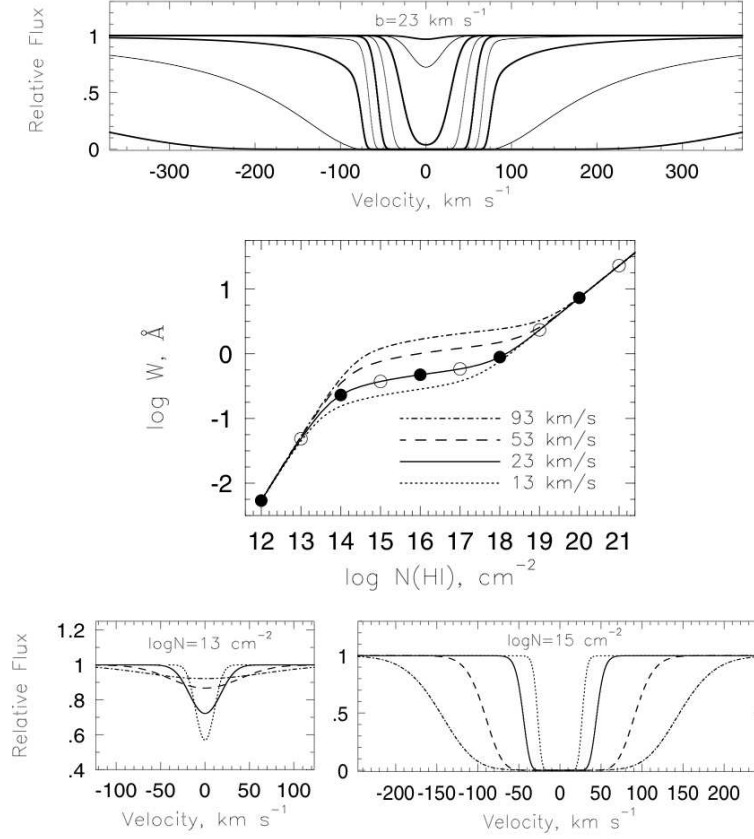 b=23 km s⁻¹
Relative Flux
1
.5
0
-300 -200 -100 0 100 200 300
Velocity, km s⁻¹
log W, Å
1
0
-1
-2
93 km/s
53 km/s
23 km/s
13 km/s
12 13 14 15 16 17 18 19 20 21
log N(HI), cm⁻²
logN=13 cm⁻²
Relative Flux
1.2
1
.8
.6
.4
-100 -50 0 50 100
Velocity, km s⁻¹
logN=15 cm⁻²
1
.5
0
-200 -150 -100 -50 0 50 100 150 200
Velocity, km s⁻¹